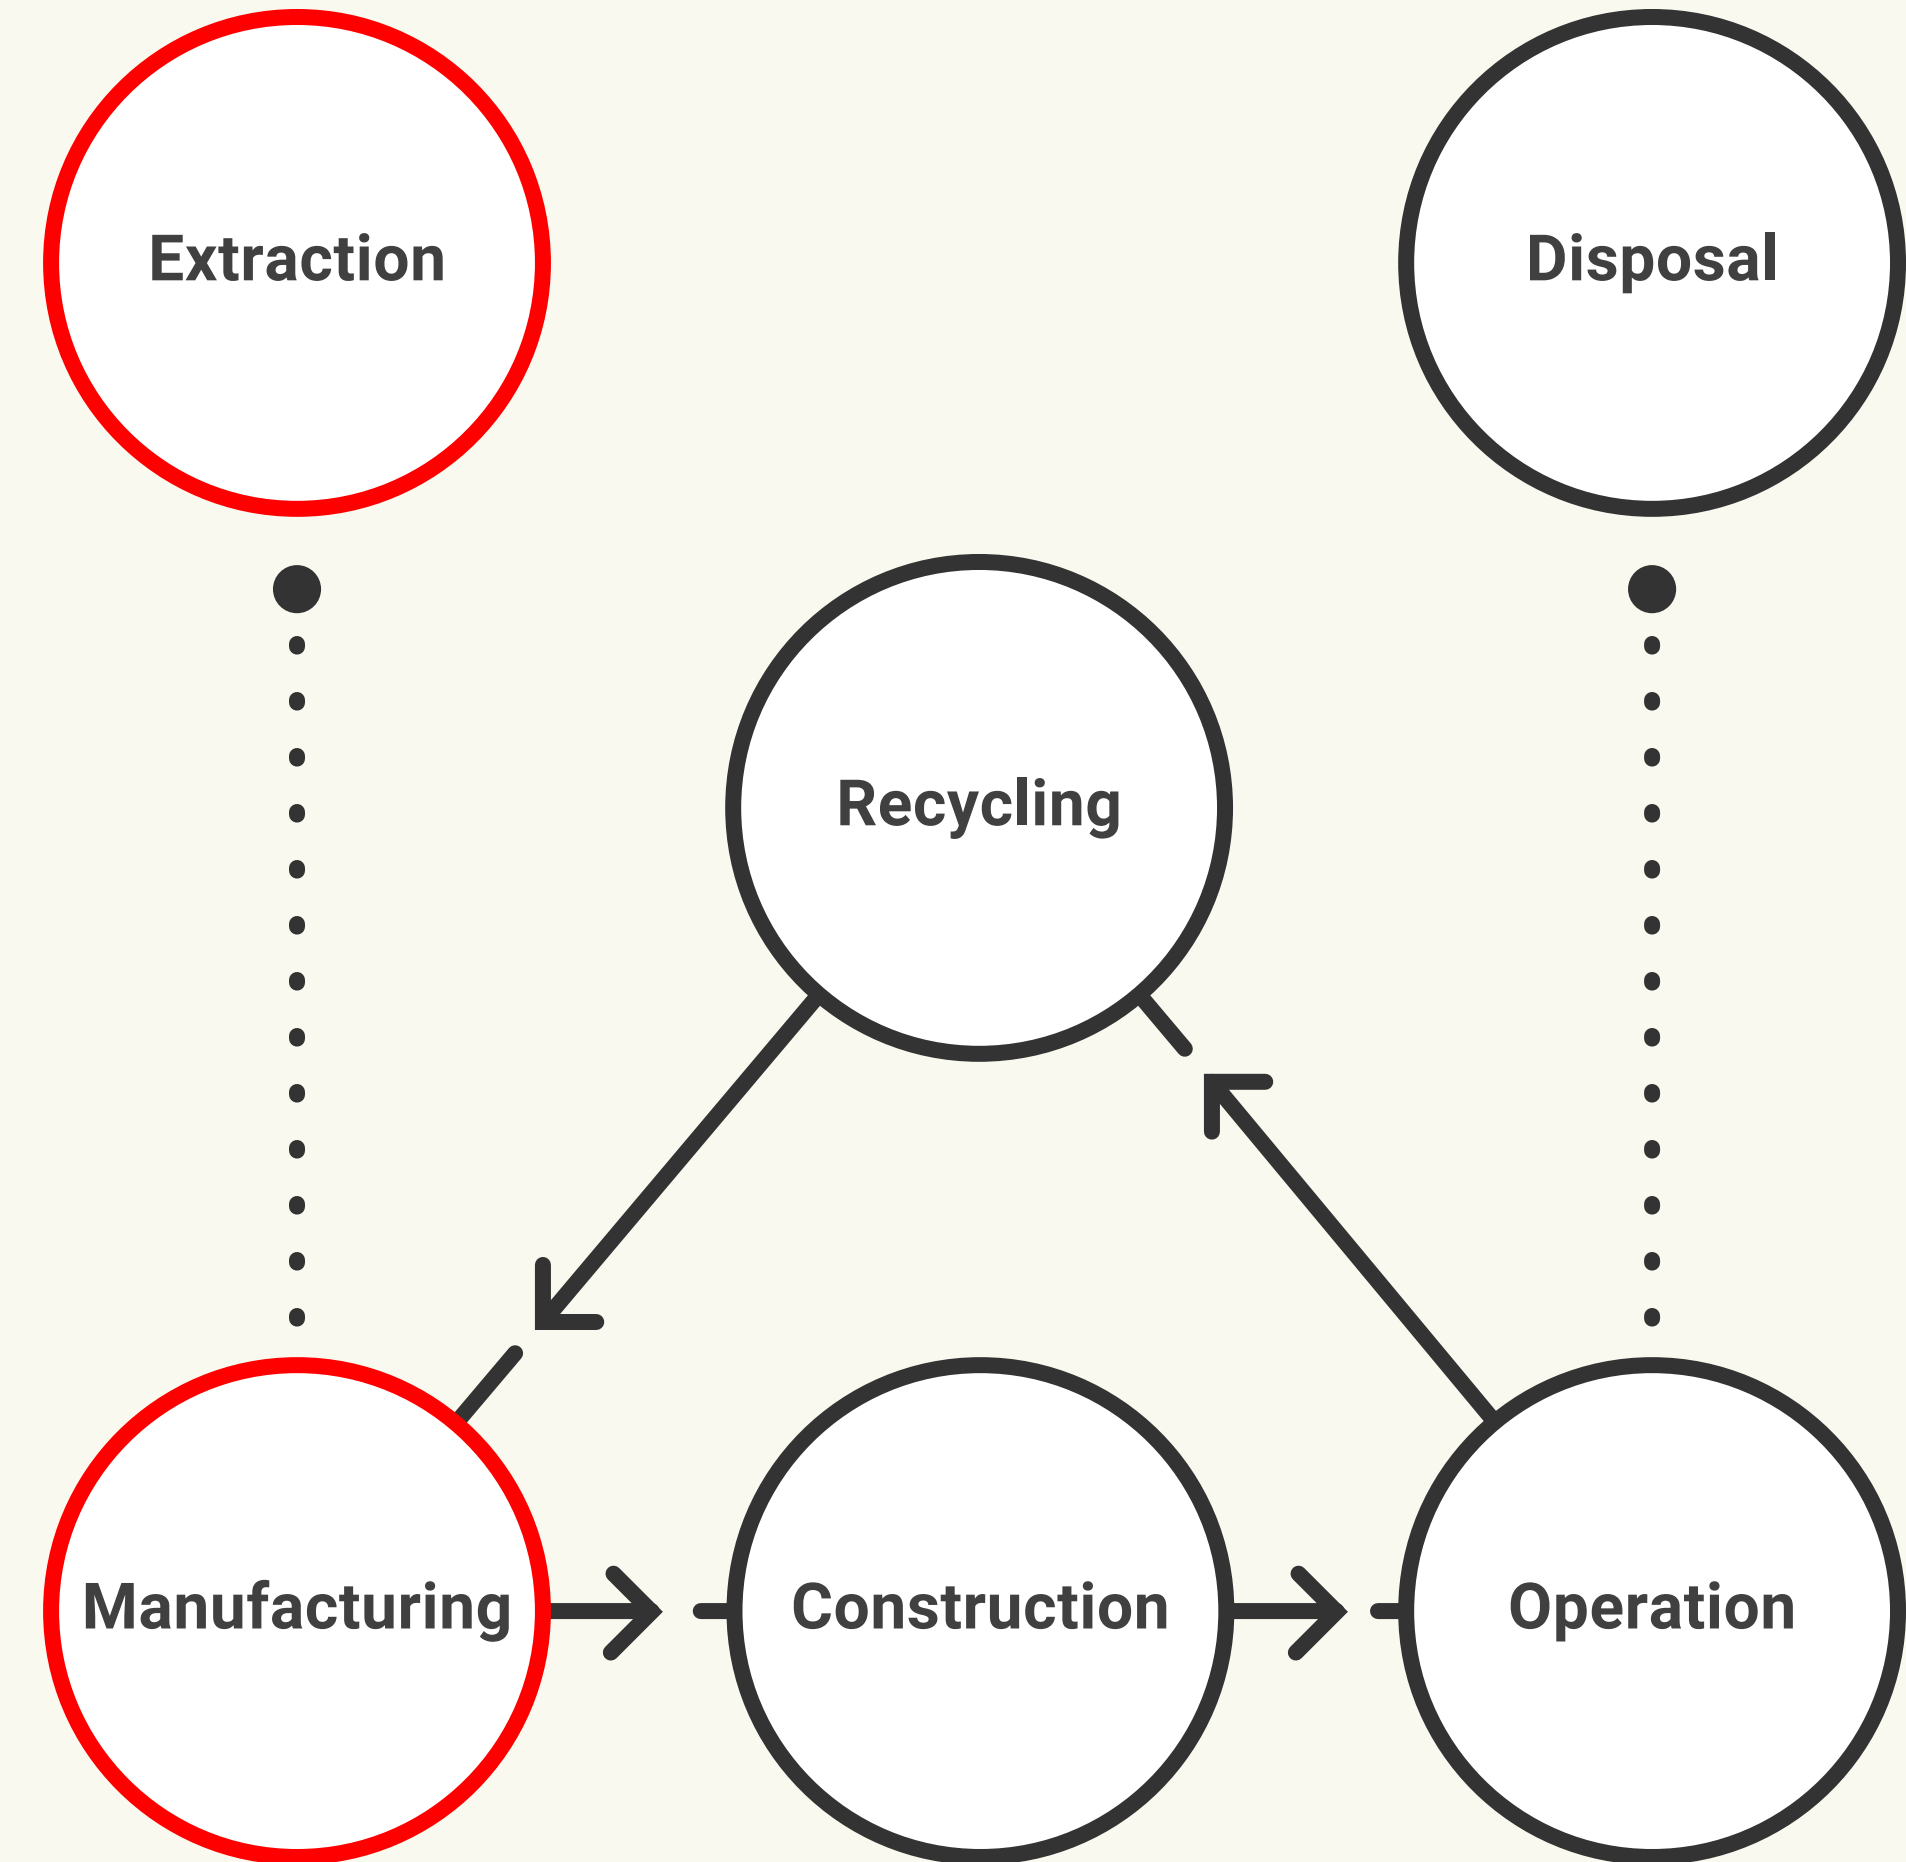 Extraction
Disposal
Recycling
Manufacturing
Construction
Operation